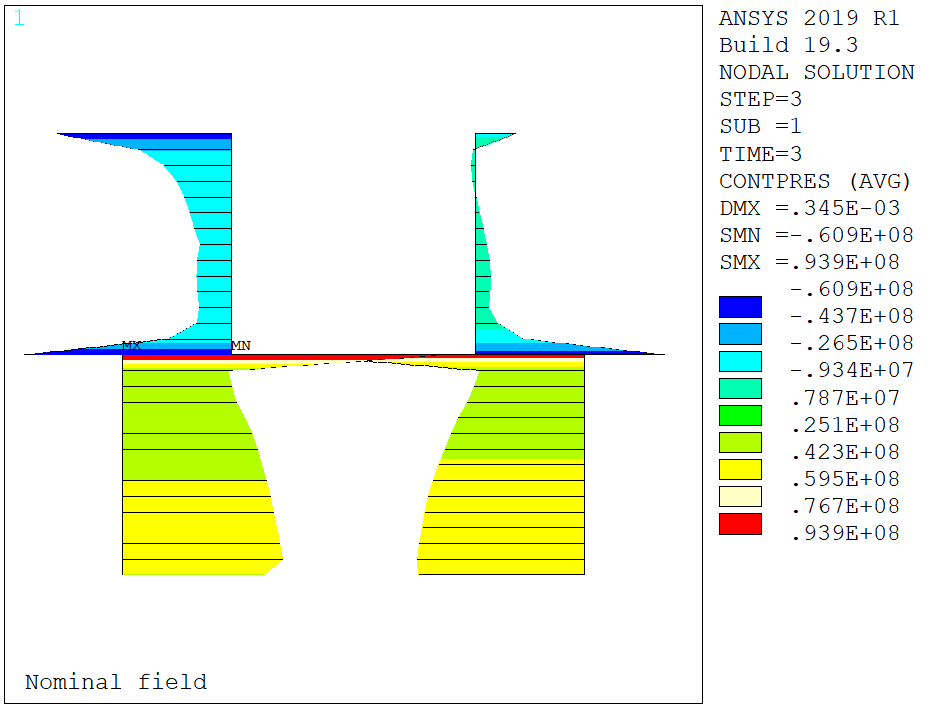 1
ANSYS 2019 R1
Build 19.3
NODAL SOLUTION
STEP=3
SUB =1
TIME=3
CONTPRES (AVG)
DMX =.345E-03
SMN =-.609E+08
SMX =.939E+08
-.609E+08
-.437E+08
-.265E+08
-.934E+07
.787E+07
.251E+08
.423E+08
.595E+08
.767E+08
.939E+08
MX
MN
Nominal field